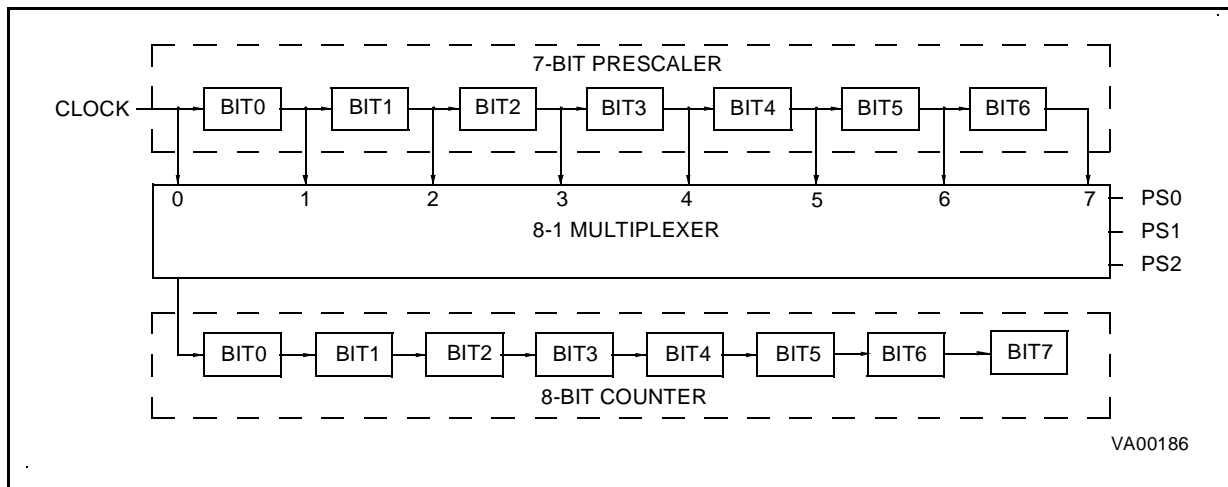 7-BIT PRESCALER
CLOCK BIT0 BIT1 BIT2 BIT3 BIT4 BIT5 BIT6
0 1 2 3 4 5 6 7 PS0
8-1 MULTIPLEXER PS1
PS2
BIT0 BIT1 BIT2 BIT3 BIT4 BIT5 BIT6 BIT7
8-BIT COUNTER
VA00186